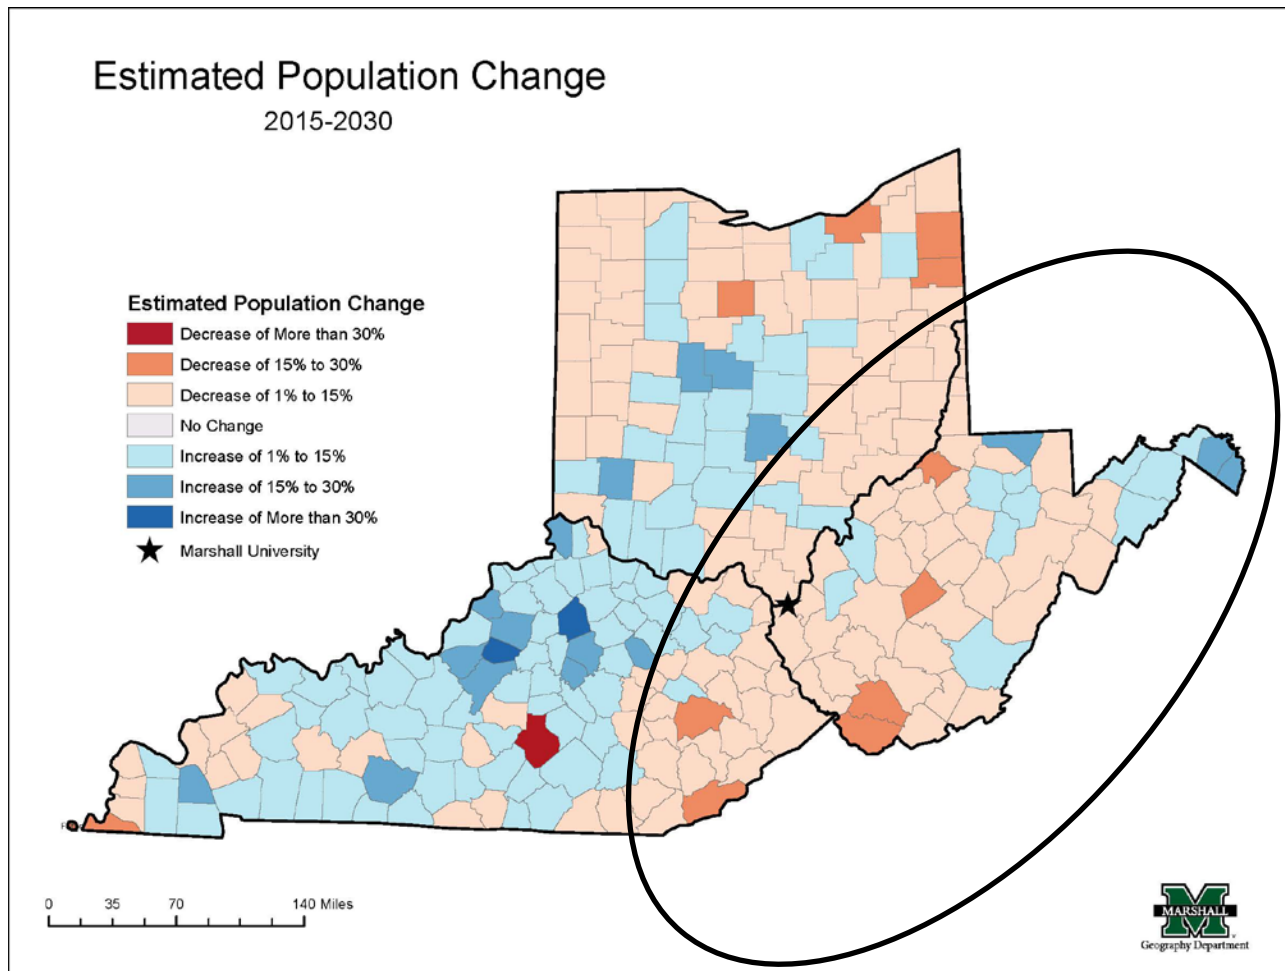 Estimated Population Change
2015-2030
Estimated Population Change
Decrease of More than 30%
Decrease of 15% to 30%
Decrease of 1% to 15%
No Change
Increase of 1% to 15%
Increase of 15% to 30%
Increase of More than 30%
Marshall University
0 35 70 140 Miles
M
MARSHALL
Geography Department